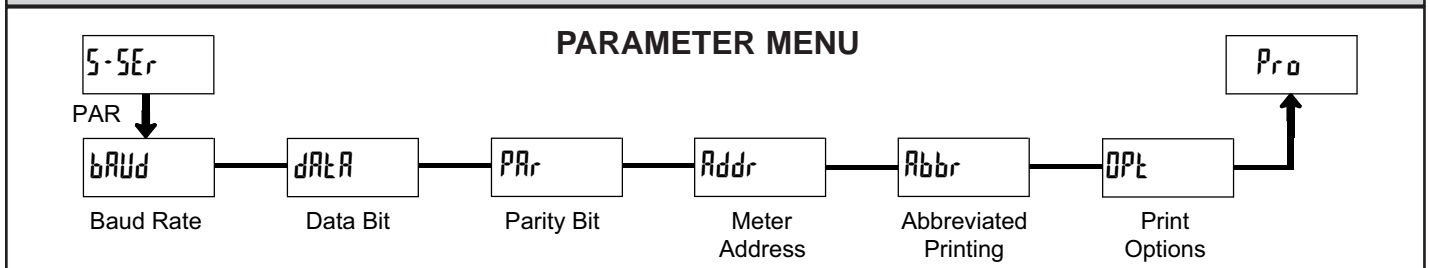 PARAMETER MENU
5-SEr
Pro
PAR
bAUd
dAtA
PAr
Addr
Abbr
OPt
Baud Rate
Data Bit
Parity Bit
Meter
Address
Abbreviated
Printing
Print
Options